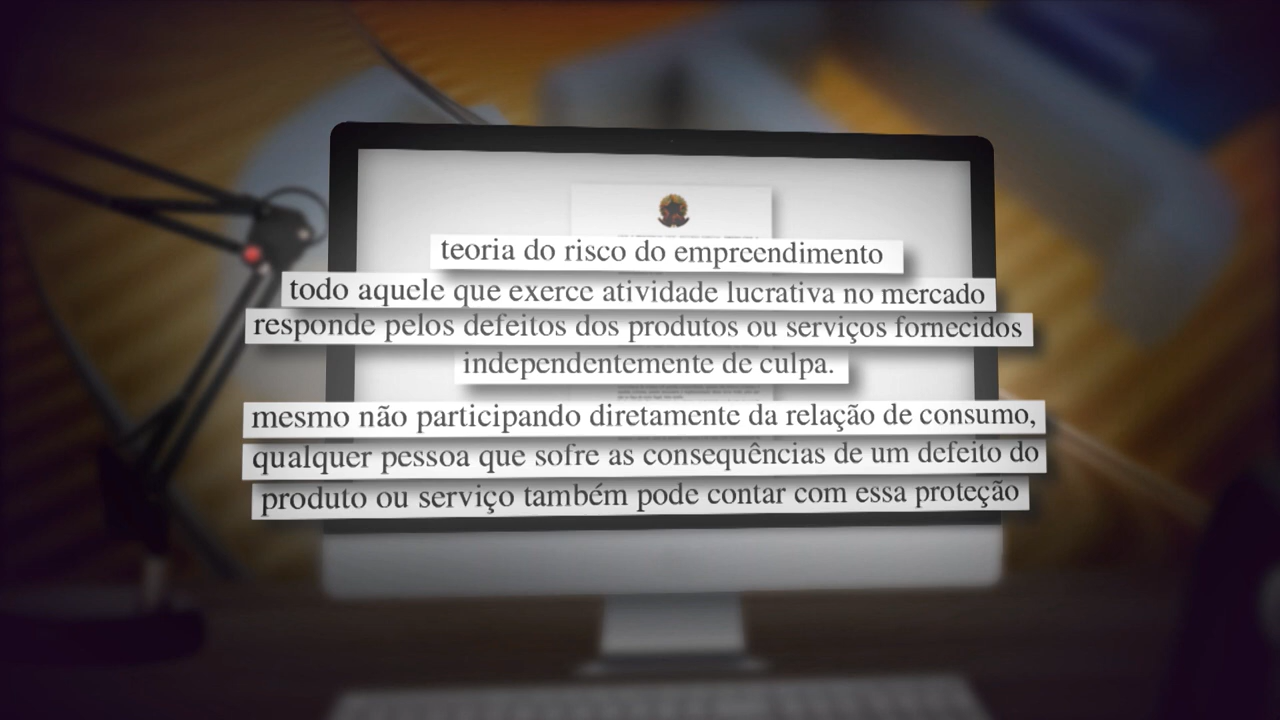 teoria do risco do empreendimento
todo aquele que exerce atividade lucrativa no mercado
responde pelos defeitos dos produtos ou serviços fornecidos
independentemente de culpa.
mesmo não participando diretamente da relação de consumo,
qualquer pessoa que sofre as consequências de um defeito do
produto ou serviço também pode contar com essa proteção